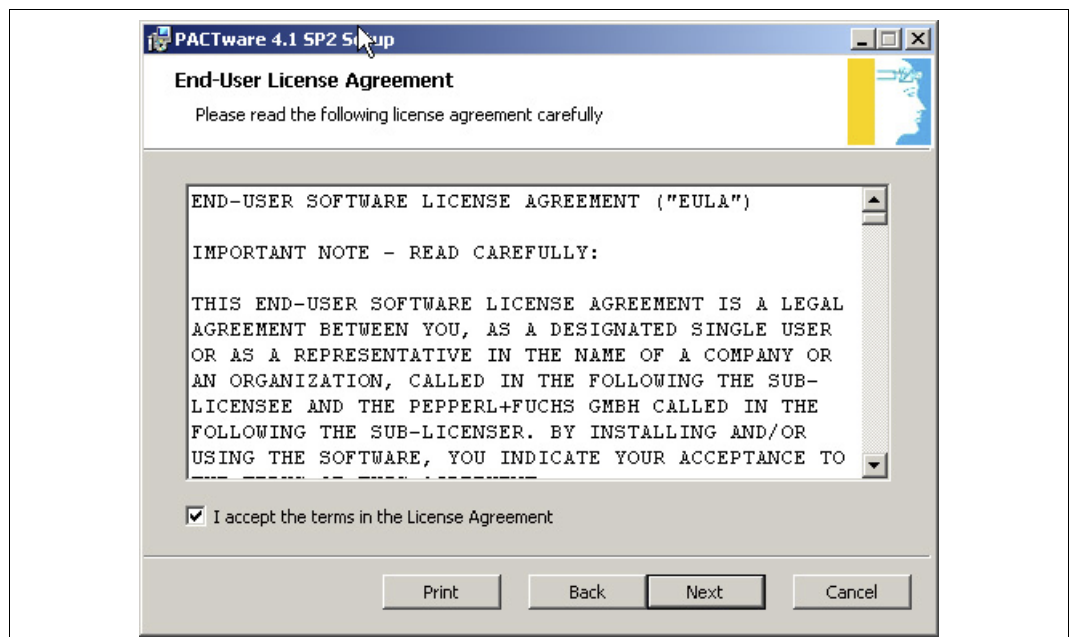 PACTware 4.1 SP2 Setup
End-User License Agreement
Please read the following license agreement carefully
END-USER SOFTWARE LICENSE AGREEMENT ("EULA")
IMPORTANT NOTE - READ CAREFULLY:
THIS END-USER SOFTWARE LICENSE AGREEMENT IS A LEGAL
AGREEMENT BETWEEN YOU, AS A DESIGNATED SINGLE USER
OR AS A REPRESENTATIVE IN THE NAME OF A COMPANY OR
AN ORGANIZATION, CALLED IN THE FOLLOWING THE SUB-
LICENSEE AND THE PEPPERL+FUCHS GMBH CALLED IN THE
FOLLOWING THE SUB-LICENSER. BY INSTALLING AND/OR
USING THE SOFTWARE, YOU INDICATE YOUR ACCEPTANCE TO
I accept the terms in the License Agreement
Print Back Next Cancel